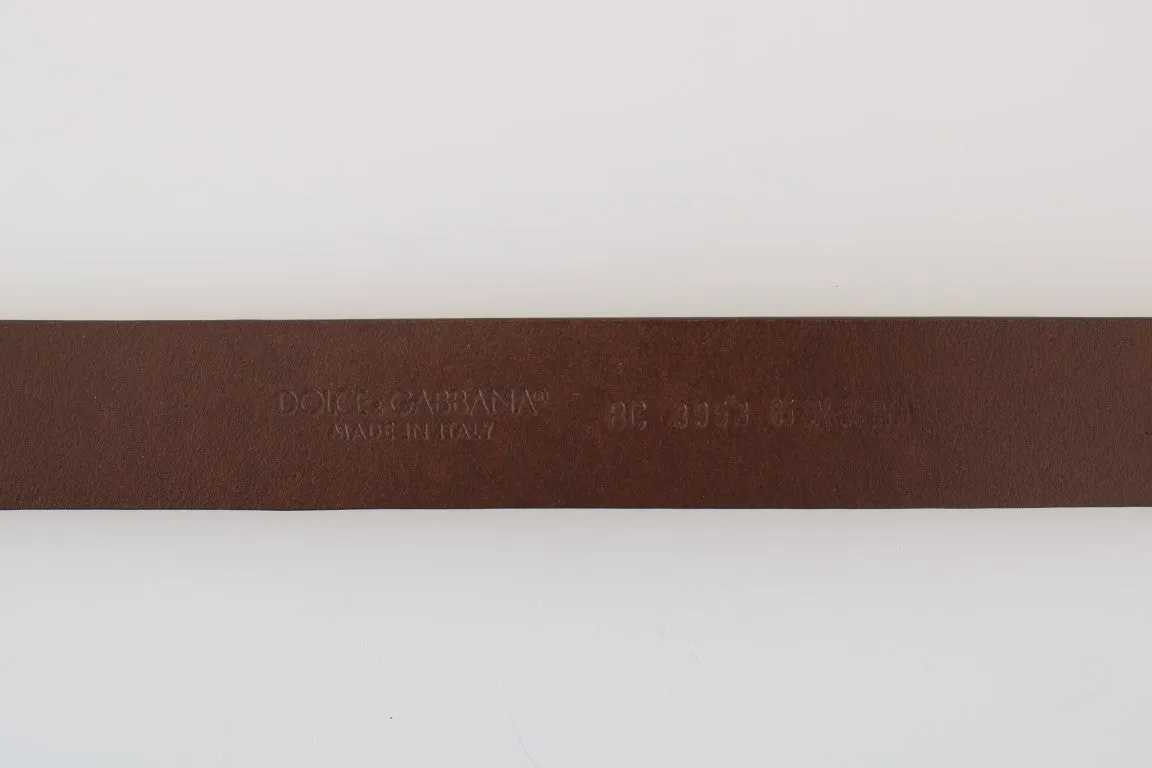 DOLCE & GABBANA®
MADE IN ITALY
BC 3953